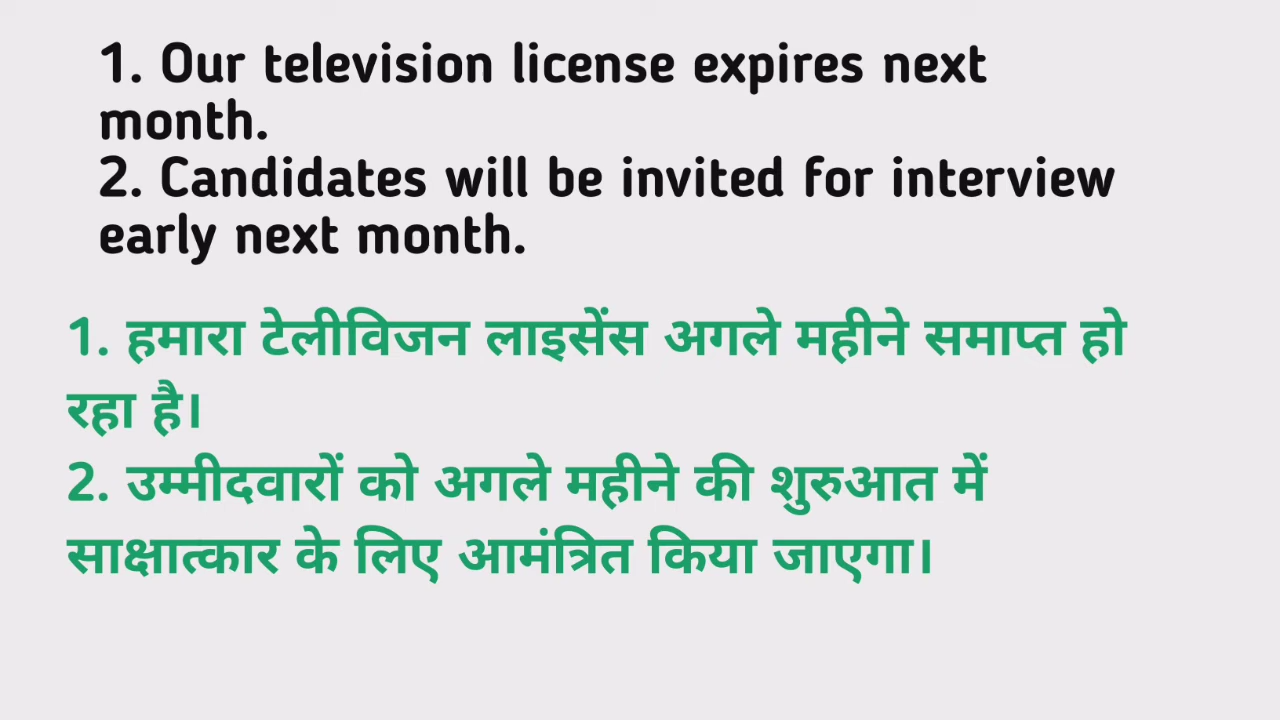 1. Our television license expires next
month.
2. Candidates will be invited for interview
early next month.
1. हमारा टेलीविजन लाइसेंस अगले महीने समाप्त हो
रहा है।
2. उम्मीदवारों को अगले महीने की शुरुआत में
साक्षात्कार के लिए आमंत्रित किया जाएगा।